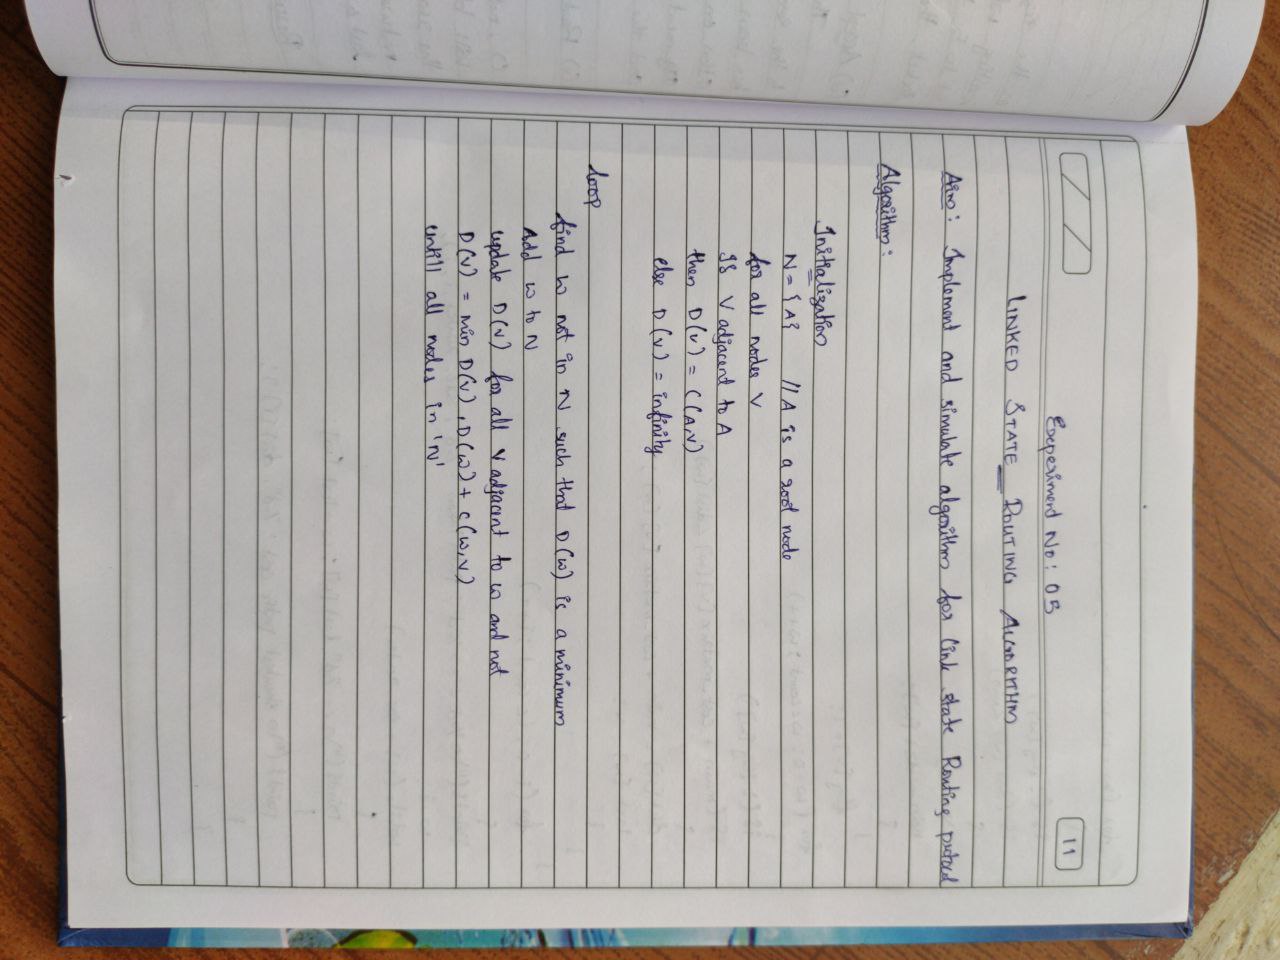 11
Experiment No: 05
LINKED STATE ROUTING ALGORITHM
Aim: Implement and simulate algorithm for link state Routing protocol
Algorithm:
Initialization
N = {A} // A is a root node
for all nodes V
If V adjacent to A
then D(v) = C(A,V)
else D(v) = infinity
Loop
find w not in N such that D(w) is a minimum
Add w to N
update D(v) for all v adjacent to w and not
D(v) = min D(v), D(w) + c(w,v)
untill all nodes in 'N'